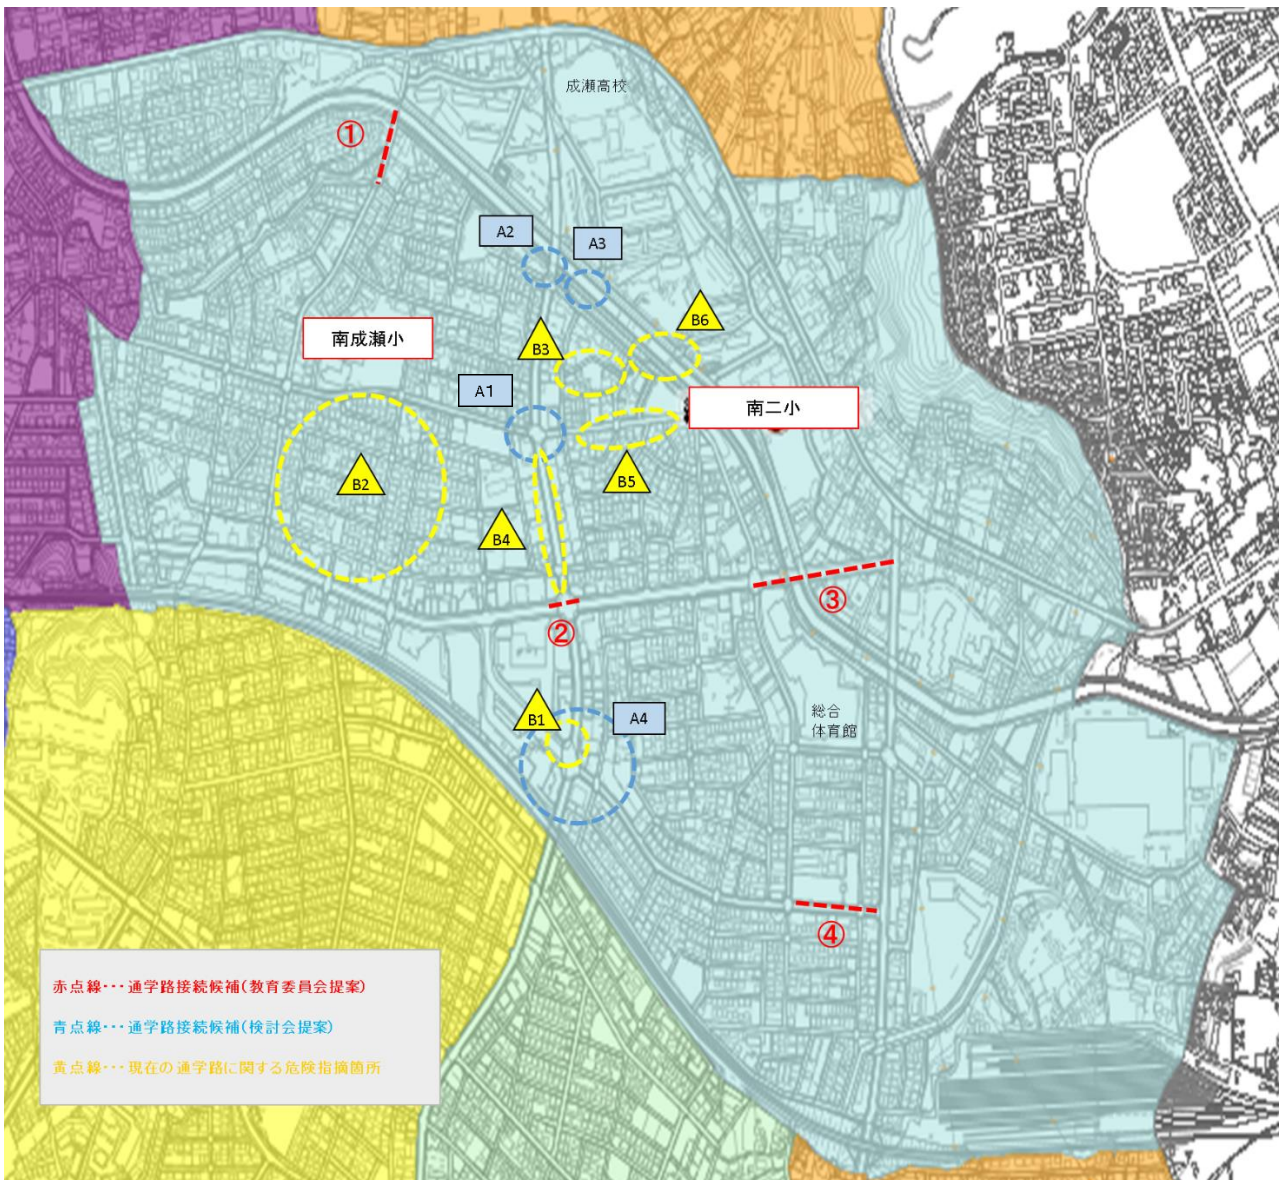 成瀬高校
①
A2
A3
B6
B3
南成瀬小
A1
南二小
B2
B5
B4
③
②
B1
A4
総合
体育館
④
赤点線･･･通学路接続候補(教育委員会提案)
青点線･･･通学路接続候補(検討会提案)
黄点線･･･現在の通学路に関する危険指摘箇所